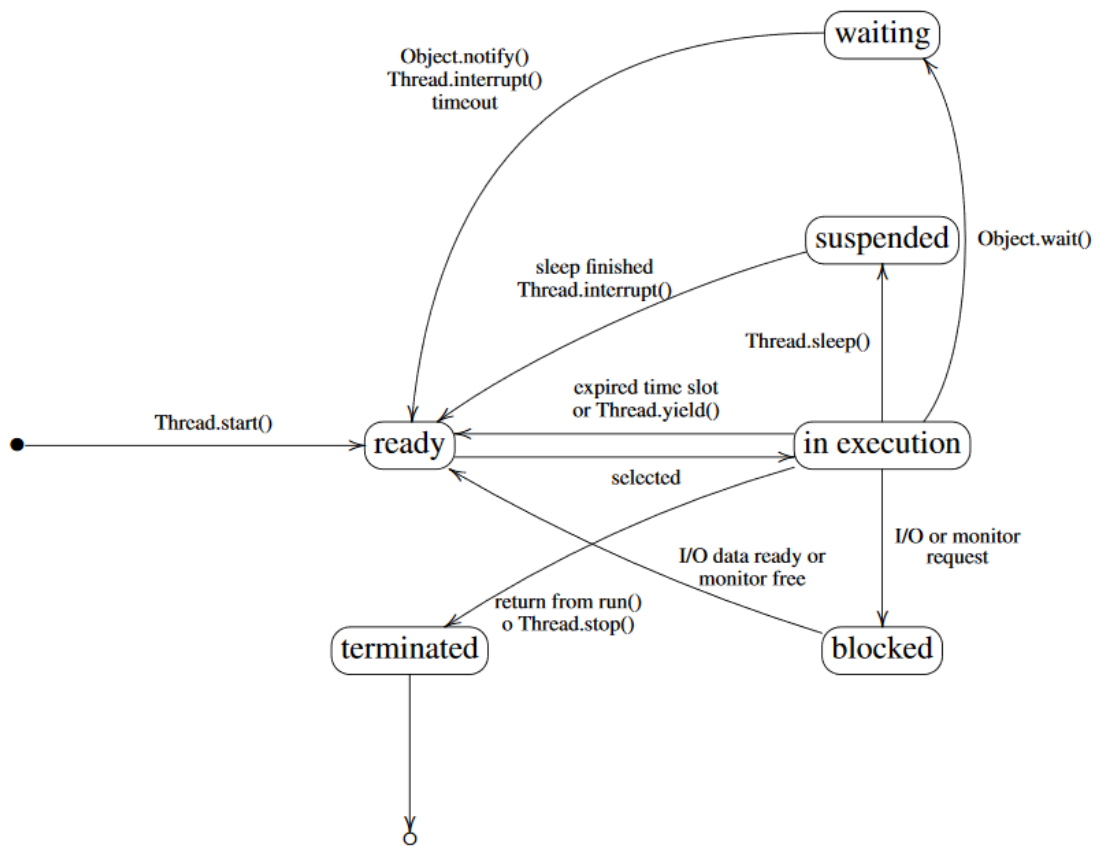 waiting
Object.notify()
Thread.interrupt()
timeout
suspended
Object.wait()
sleep finished
Thread.interrupt()
Thread.sleep()
expired time slot
or Thread.yield()
Thread.start()
ready
in execution
selected
I/O or monitor
request
I/O data ready or
monitor free
return from run()
o Thread.stop()
terminated
blocked